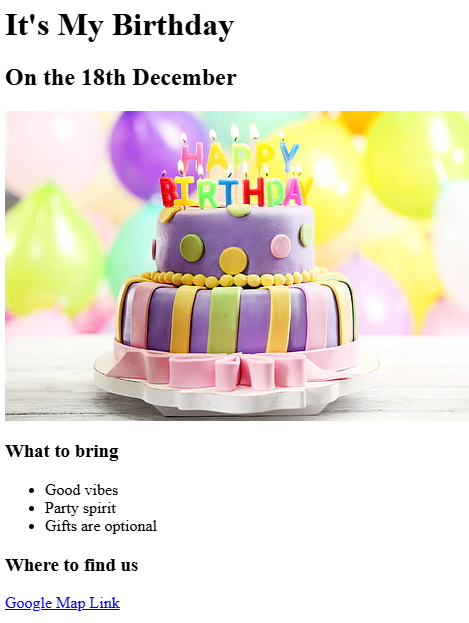 It's My Birthday
On the 18th December
HAPPY
BIRTHDAY
What to bring
Good vibes
Party spirit
Gifts are optional
Where to find us
Google Map Link